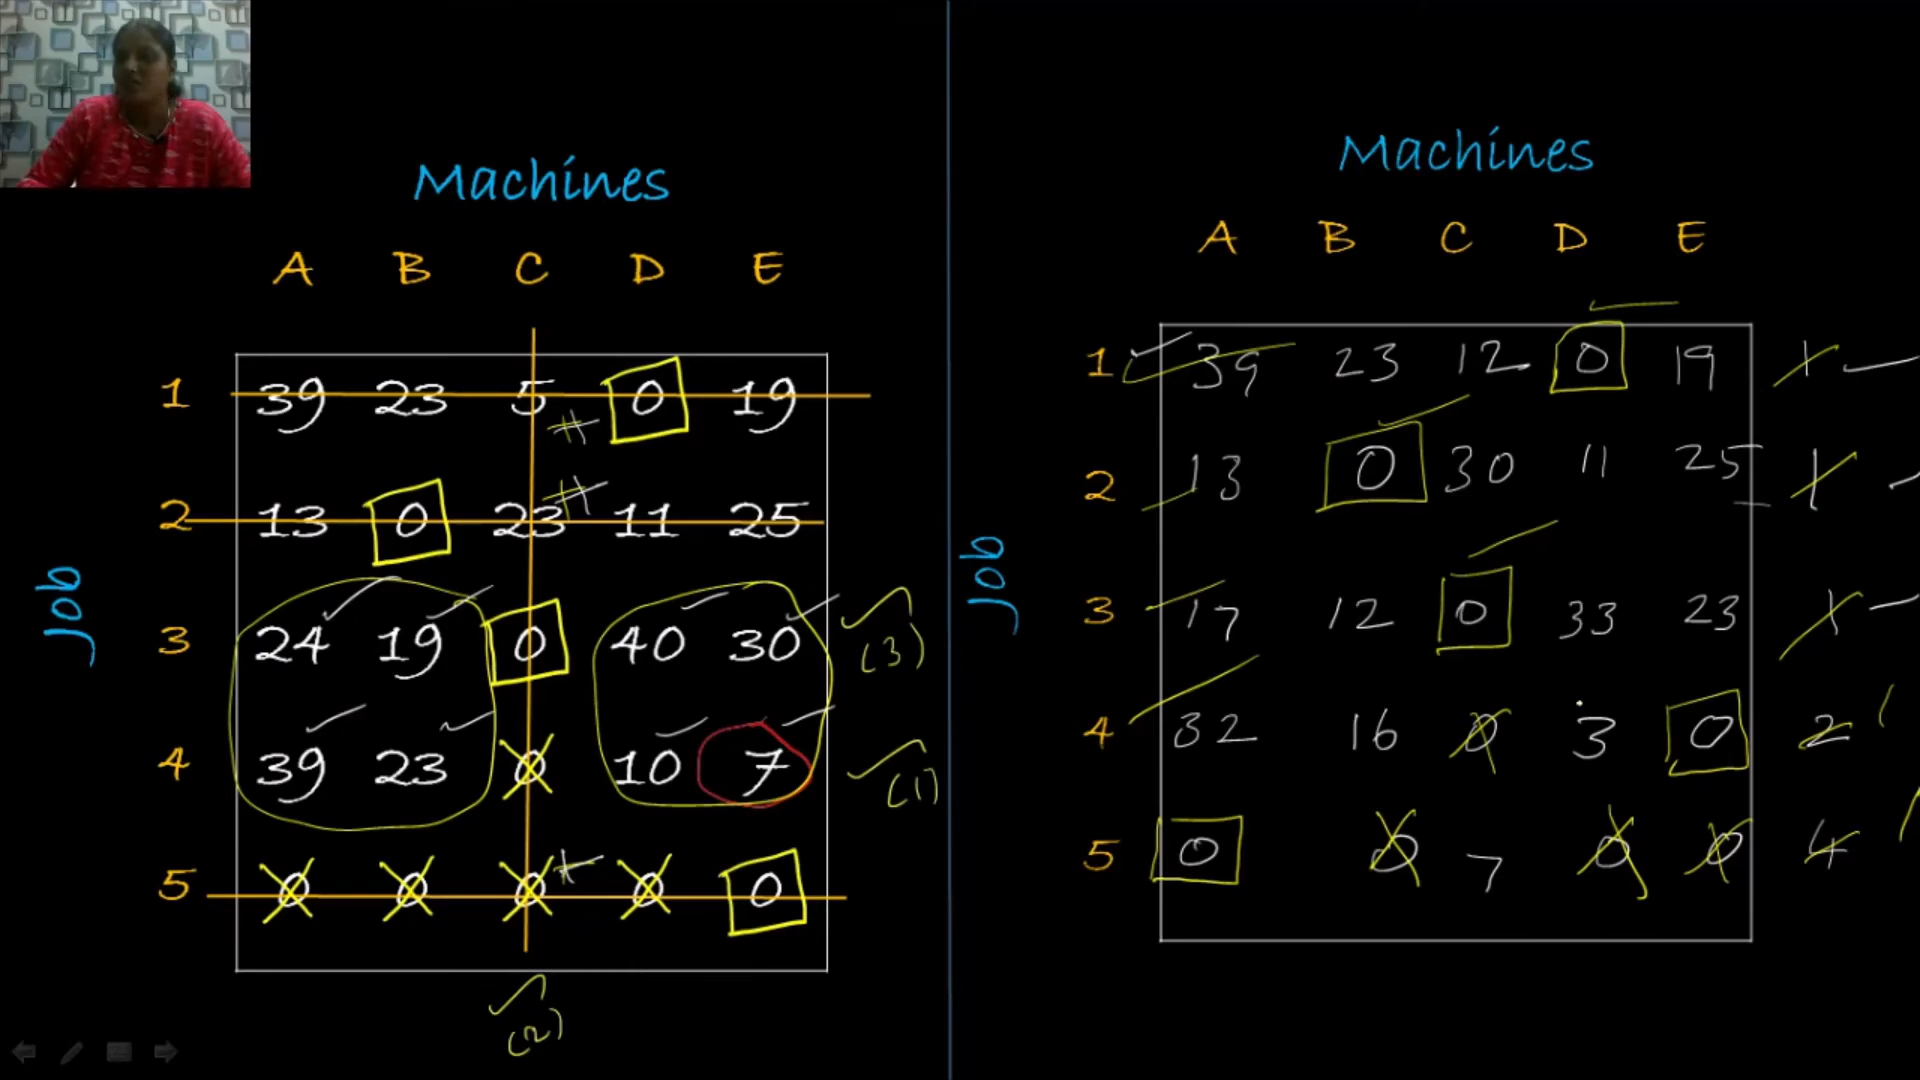 Machines
A B C D E
Job
1 39 23 5 0 19
2 13 0 23 11 25
3 24 19 0 40 30 (3)
4 39 23 0 10 7 (1)
5 0 0 0 0 0
(2)
Machines
A B C D E
Job
1 39 23 12 0 19 1
2 13 0 30 11 25 1
3 17 12 0 33 23 1
4 32 16 0 3 0 2
5 0 0 7 0 0 4